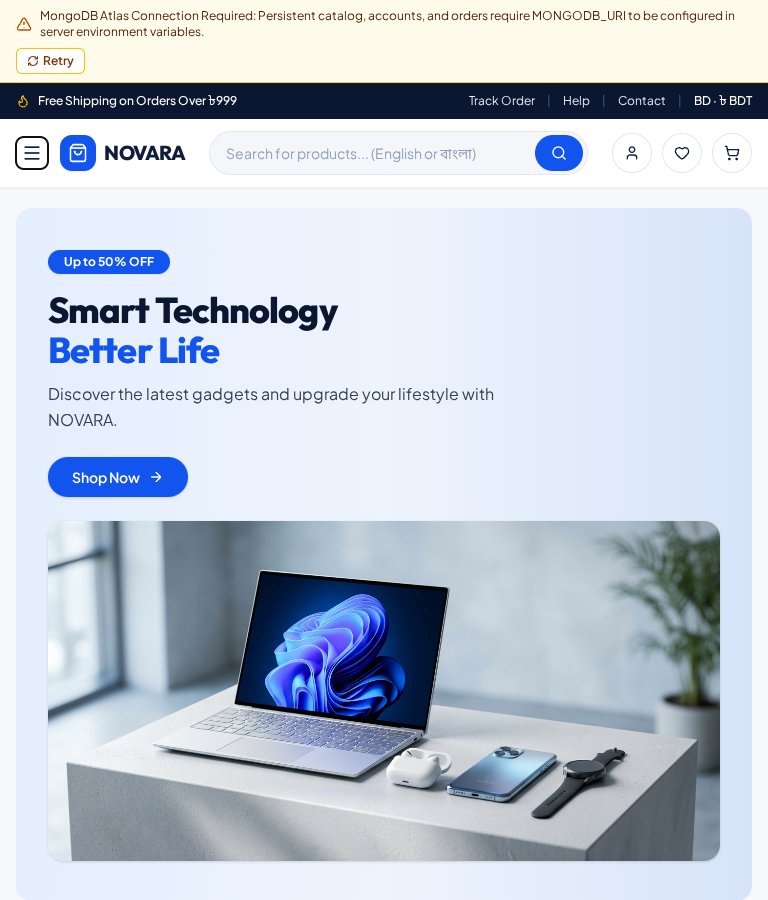 MongoDB Atlas Connection Required: Persistent catalog, accounts, and orders require MONGODB_URI to be configured in
server environment variables.
Retry
Free Shipping on Orders Over ৳999
Track Order | Help | Contact | BD · ৳ BDT
NOVARA
Search for products... (English or বাংলা)
Up to 50% OFF
Smart Technology
Better Life
Discover the latest gadgets and upgrade your lifestyle with
NOVARA.
Shop Now